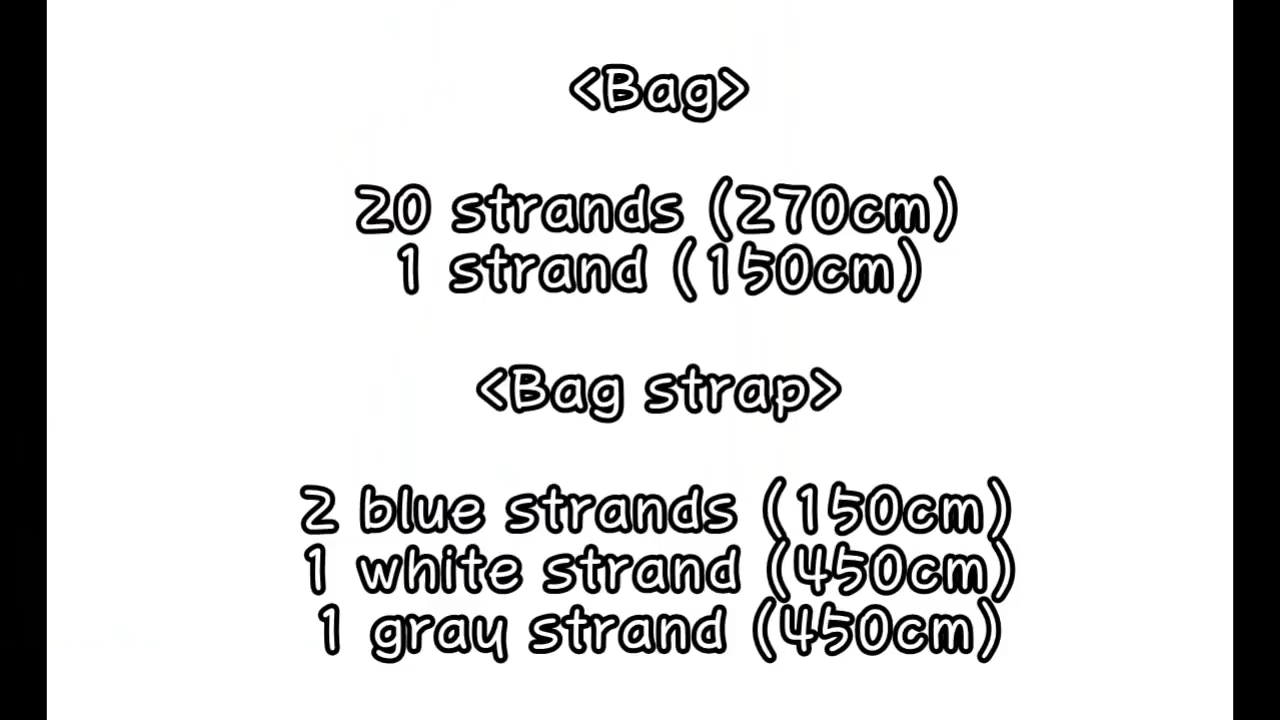 <Bag>
20 strands (270cm)
1 strand (150cm)
<Bag strap>
2 blue strands (150cm)
1 white strand (450cm)
1 gray strand (450cm)